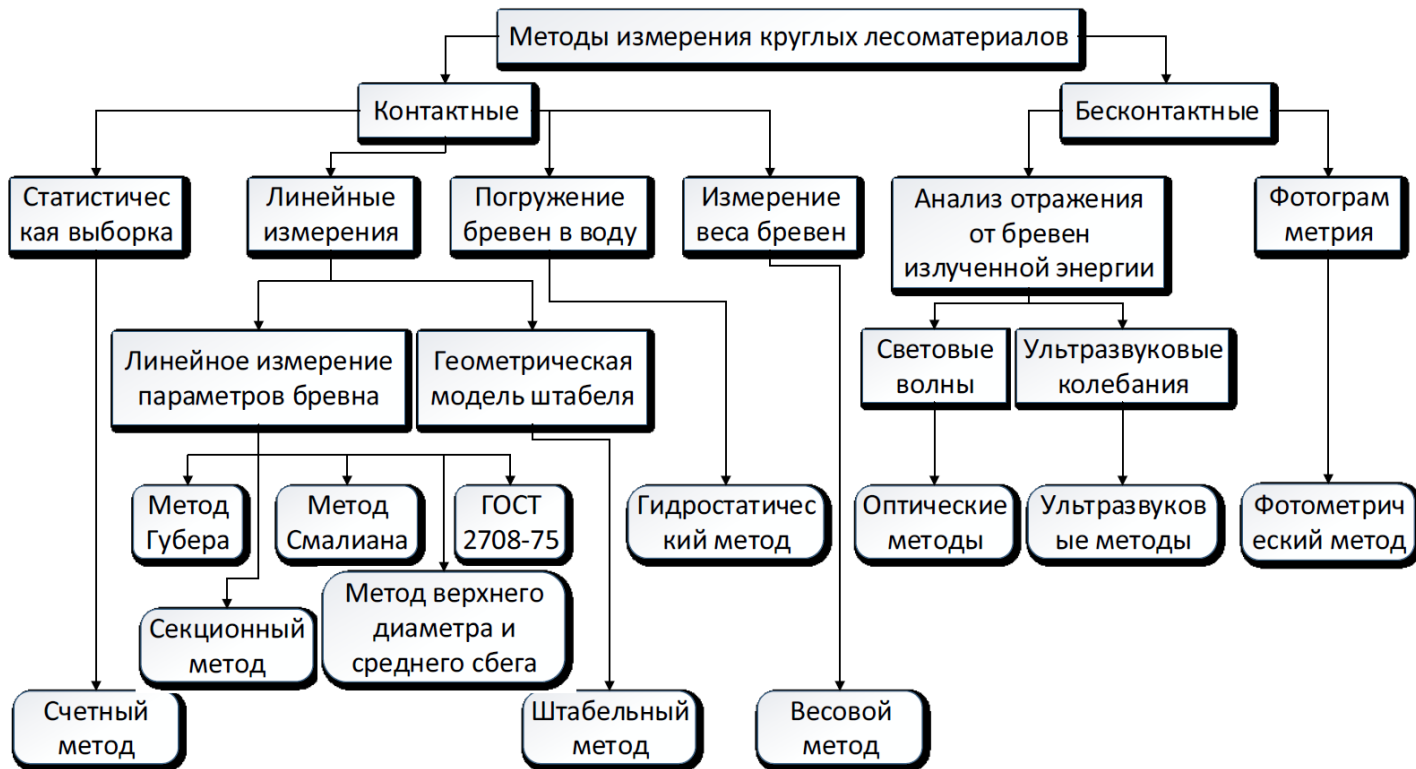 Методы измерения круглых лесоматериалов
Контактные
Бесконтактные
Статистичес
кая выборка
Линейные
измерения
Погружение
бревен в воду
Измерение
веса бревен
Анализ отражения
от бревен
излученной энергии
Фотограм
метрия
Линейное измерение
параметров бревна
Геометрическая
модель штабеля
Световые
волны
Ультразвуковые
колебания
Метод
Губера
Метод
Смалиана
ГОСТ
2708-75
Гидростатичес
кий метод
Оптические
методы
Ультразвуков
ые методы
Фотометрич
еский метод
Секционный
метод
Метод верхнего
диаметра и
среднего сбега
Счетный
метод
Штабельный
метод
Весовой
метод